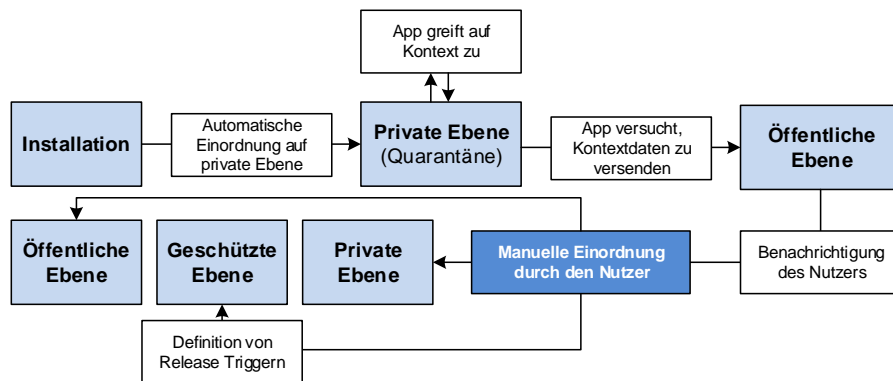 App greift auf
Kontext zu
Installation
Automatische
Einordnung auf
private Ebene
Private Ebene
(Quarantäne)
App versucht,
Kontextdaten zu
versenden
Öffentliche
Ebene
Öffentliche
Ebene
Geschützte
Ebene
Private
Ebene
Manuelle Einordnung
durch den Nutzer
Benachrichtigung
des Nutzers
Definition von
Release Triggern